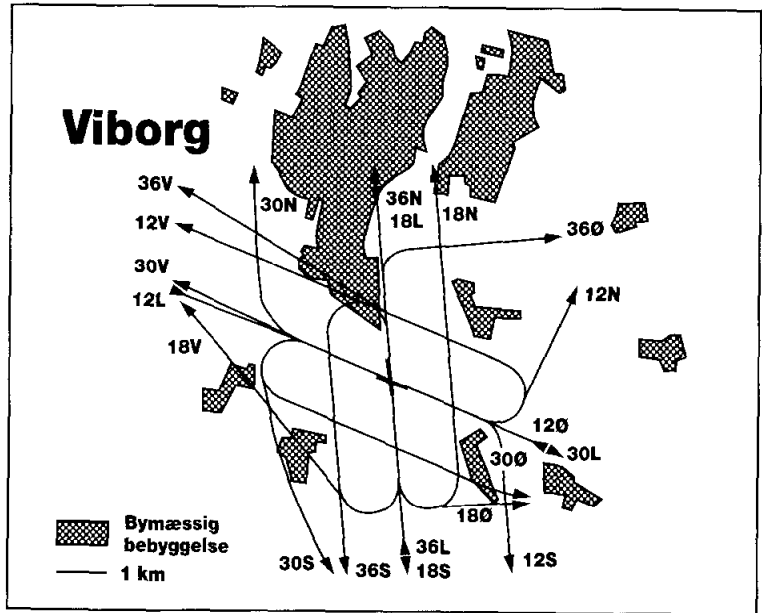 Viborg
36V
12V
30V
12L
18V
30N
36N
18L
18N
36Ø
12N
12Ø
30L
30Ø
18Ø
36L
18S
12S
30S
36S
Bymæssig
bebyggelse
1 km